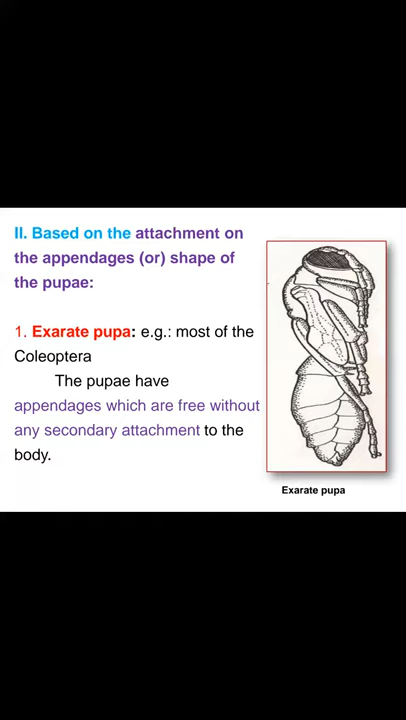 II. Based on the attachment on
the appendages (or) shape of
the pupae:
1. Exarate pupa: e.g.: most of the
Coleoptera
The pupae have
appendages which are free without
any secondary attachment to the
body.
Exarate pupa